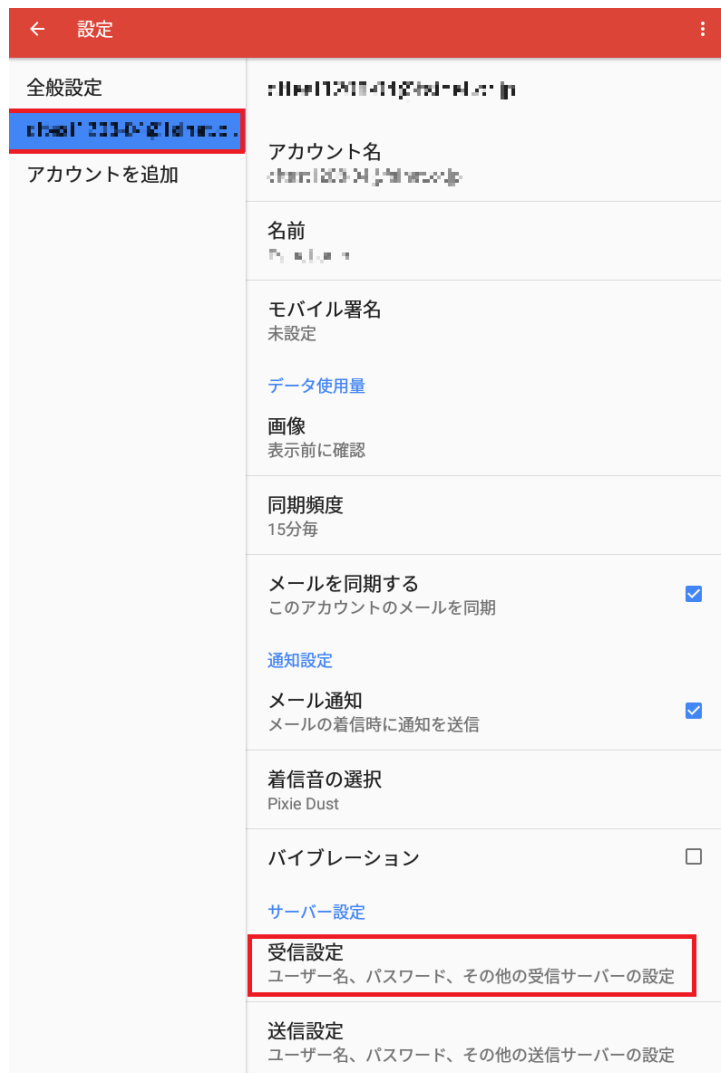 設定
全般設定
アカウントを追加
アカウント名
名前
モバイル署名
未設定
データ使用量
画像
表示前に確認
同期頻度
15分毎
メールを同期する
このアカウントのメールを同期
通知設定
メール通知
メールの着信時に通知を送信
着信音の選択
Pixie Dust
バイブレーション
サーバー設定
受信設定
ユーザー名、パスワード、その他の受信サーバーの設定
送信設定
ユーザー名、パスワード、その他の送信サーバーの設定